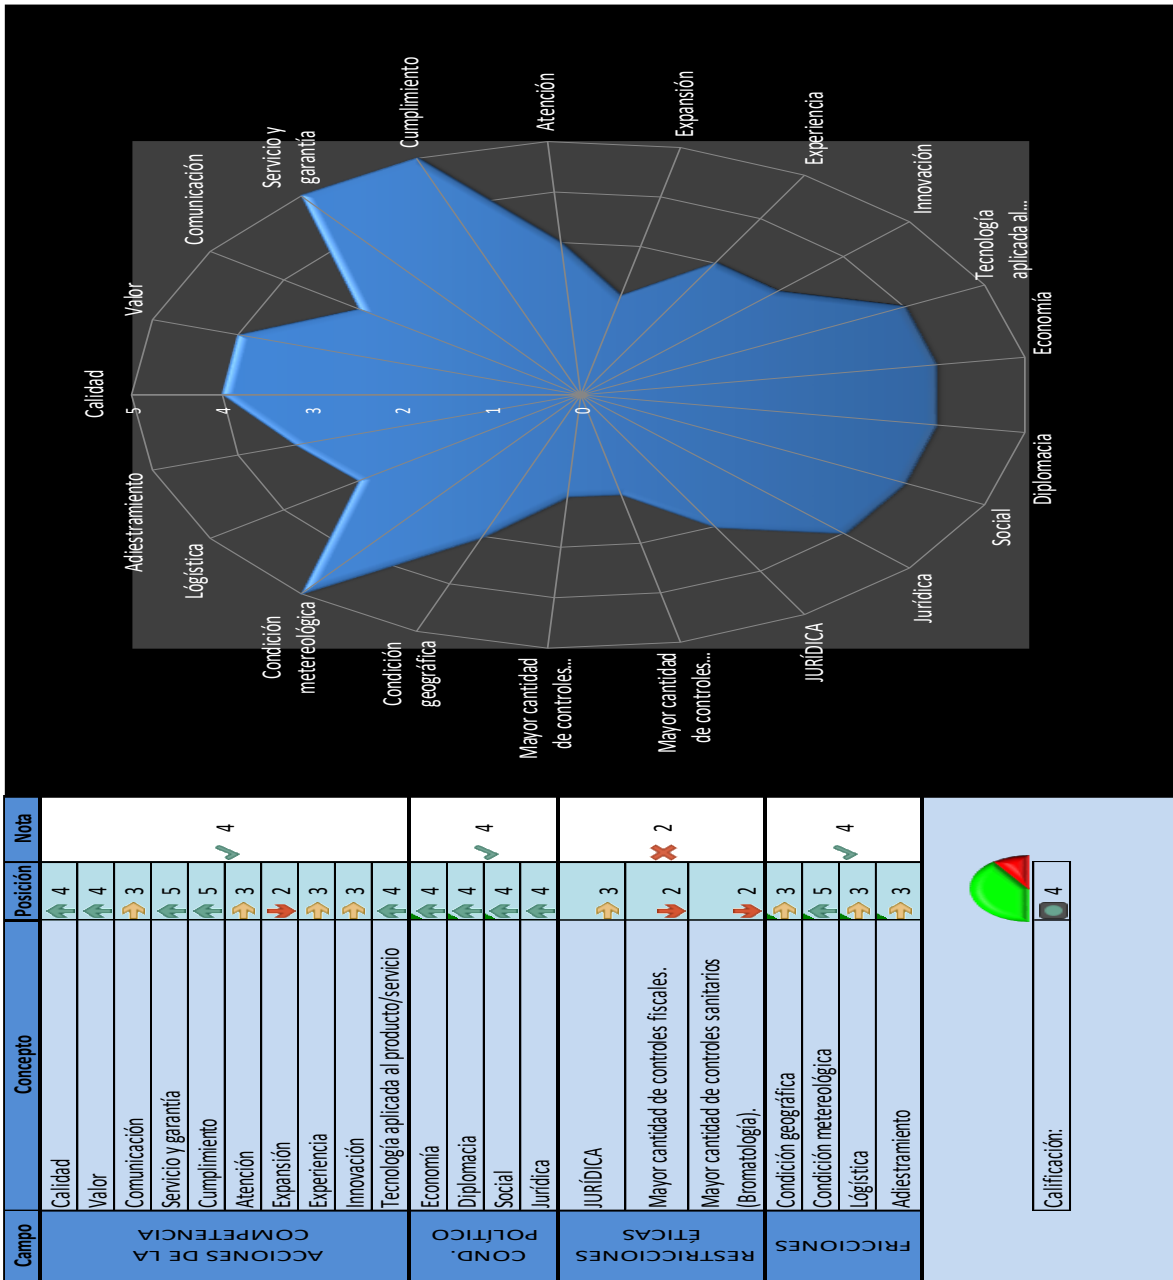 Campo Concepto Posición Nota
ACCIONES DE LA
COMPETENCIA
Calidad 4
Valor 4
Comunicación 3
Servicio y garantía 5
Cumplimiento 5
Atención 3
Expansión 2
Experiencia 3
Innovación 3
Tecnología aplicada al producto/servicio 4
4
COND.
POLÍTICO
Economía 4
Diplomacia 4
Social 4
Jurídica 4
4
RESTRICCIONES
ÉTICAS
JURÍDICA 3
Mayor cantidad de controles fiscales. 2
Mayor cantidad de controles sanitarios
(Bromatología). 2
2
FRICCIONES
Condición geográfica 3
Condición metereológica 5
Lógística 3
Adiestramiento 3
4
Calificación: 4
Calidad
Valor
Comunicación
Servicio y
garantía
Cumplimiento
Atención
Expansión
Experiencia
Innovación
Tecnología
aplicada al...
Economía
Diplomacia
Social
Jurídica
JURÍDICA
Mayor cantidad
de controles...
Mayor cantidad
de controles...
Condición
geográfica
Condición
metereológica
Lógística
Adiestramiento
5
4
3
2
1
0